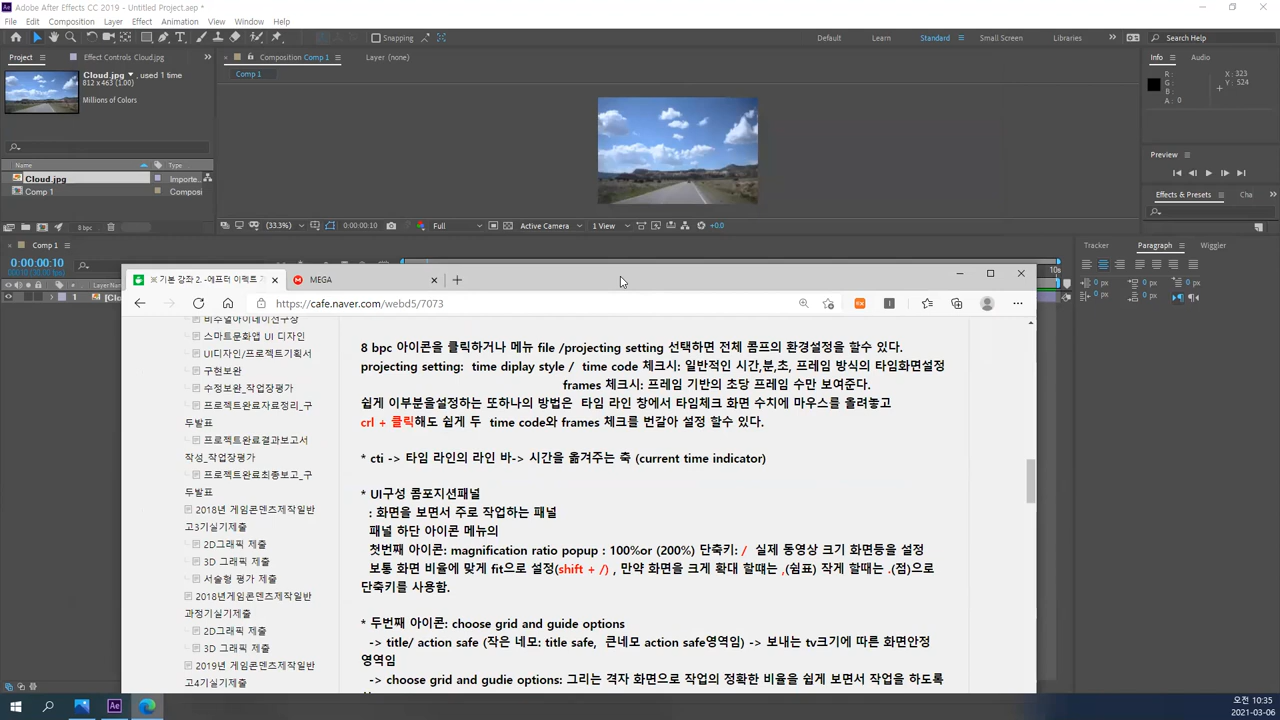 Adobe After Effects CC 2019 - Untitled Project.aep *
File Edit Composition Layer Effect Animation View Window Help
Snapping
Default Learn Standard Small Screen Libraries
Search Help
Project
Effect Controls Cloud.jpg
Composition Comp 1
Layer (none)
Info
Audio
Comp 1
Cloud.jpg , used 1 time
812 x 463 (1.00)
Millions of Colors
R :
G :
B :
A : 0
X : 323
Y : 524
Name
Type
Cloud.jpg
Importe
Comp 1
Composi
Preview
Effects & Presets
Cha
8 bpc
(33.3%)
0:00:00:10
Full
Active Camera
1 View
+0.0
Comp 1
Tracker
Paragraph
Wiggler
0:00:00:10
10s
0 px
0 px
0 px
0 px
0 px
1
MEGA
https://cafe.naver.com/webd5/7073
비주얼아이데이션구상
스마트문화앱 UI 디자인
UI디자인/프로젝트기획서
구현보완
수정보완_작업장평가
프로젝트완료자료정리_구
두발표
프로젝트완료결과보고서
작성_작업장평가
프로젝트완료최종보고_구
두발표
2018년 게임콘텐츠제작일반
고3기실기제출
2D그래픽 제출
3D 그래픽 제출
서술형 평가 제출
2018년게임콘텐츠제작일반
과정기실기제출
2D그래픽 제출
3D 그래픽 제출
2019년 게임콘텐츠제작일반
고4기실기제출
8 bpc 아이콘을 클릭하거나 메뉴 file /projecting setting 선택하면 전체 콤프의 환경설정을 할수 있다.
projecting setting: time diplay style / time code 체크시: 일반적인 시간,분,초, 프레임 방식의 타임화면설정
frames 체크시: 프레임 기반의 초당 프레임 수만 보여준다.
쉽게 이부분을설정하는 또하나의 방법은 타임 라인 창에서 타임체크 화면 수치에 마우스를 올려놓고
crl + 클릭해도 쉽게 두 time code와 frames 체크를 번갈아 설정 할수 있다.
* cti -> 타임 라인의 라인 바-> 시간을 옮겨주는 축 (current time indicator)
* UI구성 콤포지션패널
: 화면을 보면서 주로 작업하는 패널
패널 하단 아이콘 메뉴의
첫번째 아이콘: magnification ratio popup : 100%or (200%) 단축키: / 실제 동영상 크기 화면등을 설정
보통 화면 비율에 맞게 fit으로 설정(shift + /) , 만약 화면을 크게 확대 할때는 ,(쉼표) 작게 할때는 .(점)으로
단축키를 사용함.
* 두번째 아이콘: choose grid and guide options
-> title/ action safe (작은 네모: title safe, 큰네모 action safe영역임) -> 보내는 tv크기에 따른 화면안정
영역임
-> choose grid and gudie options: 그리는 격자 화면으로 작업의 정확한 비율을 쉽게 보면서 작업을 하도록
오전 10:35
2021-03-06